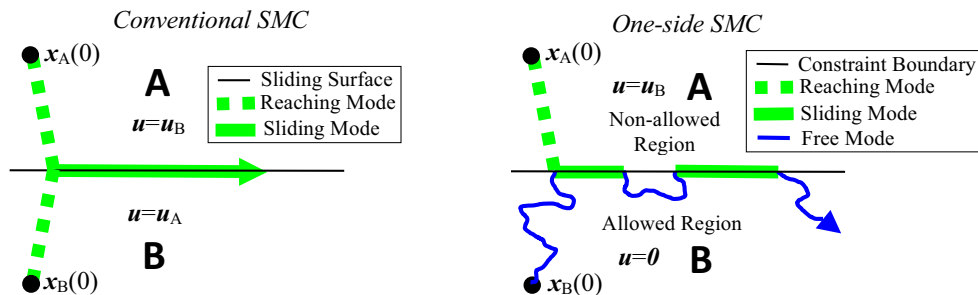 Conventional SMC
x_A(0)
A
u=u_B
Sliding Surface
Reaching Mode
Sliding Mode
u=u_A
B
x_B(0)
One-side SMC
x_A(0)
A
u=u_B
Non-allowed
Region
Constraint Boundary
Reaching Mode
Sliding Mode
Free Mode
Allowed Region
u=0
B
x_B(0)